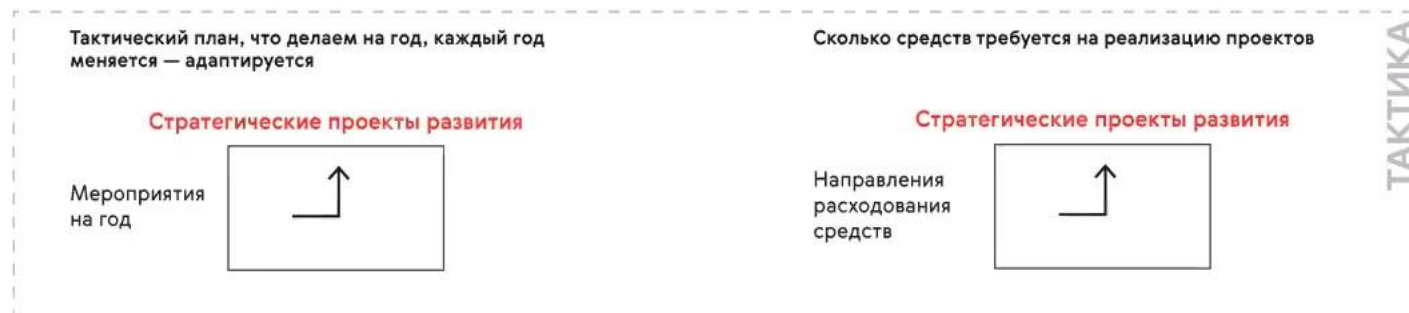 Тактический план, что делаем на год, каждый год
меняется — адаптируется
Стратегические проекты развития
Мероприятия
на год
Сколько средств требуется на реализацию проектов
Стратегические проекты развития
Направления
расходования
средств
ТАКТИКА